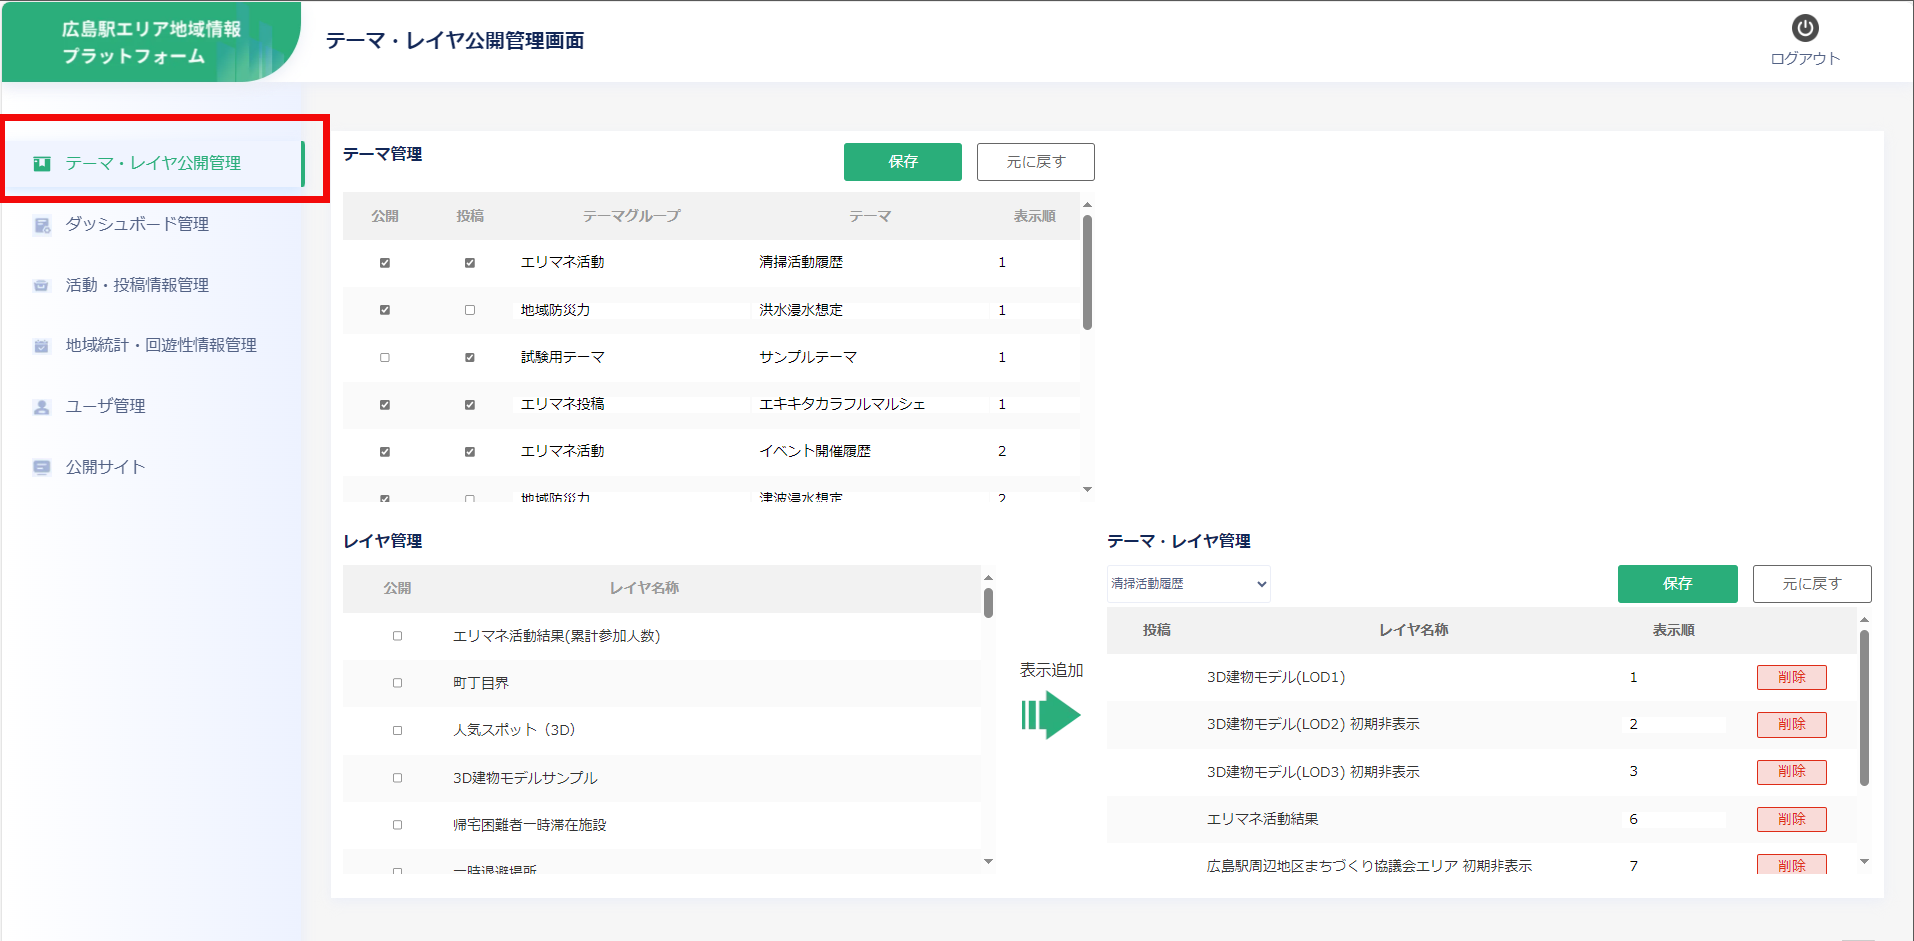 広島駅エリア地域情報
プラットフォーム
テーマ・レイヤ公開管理画面
ログアウト
テーマ・レイヤ公開管理
ダッシュボード管理
活動・投稿情報管理
地域統計・回遊性情報管理
ユーザ管理
公開サイト
テーマ管理
保存
元に戻す
公開 投稿 テーマグループ テーマ 表示順
エリマネ活動 清掃活動履歴 1
地域防災力 洪水浸水想定 1
試験用テーマ サンプルテーマ 1
エリマネ投稿 エキキタカラフルマルシェ 1
エリマネ活動 イベント開催履歴 2
地域防災力 津波浸水想定 2
レイヤ管理
公開 レイヤ名称
エリマネ活動結果(累計参加人数)
町丁目界
人気スポット（3D）
3D建物モデルサンプル
帰宅困難者一時滞在施設
一時退避場所
表示追加
テーマ・レイヤ管理
清掃活動履歴
保存
元に戻す
投稿 レイヤ名称 表示順
3D建物モデル(LOD1) 1 削除
3D建物モデル(LOD2) 初期非表示 2 削除
3D建物モデル(LOD3) 初期非表示 3 削除
エリマネ活動結果 6 削除
広島駅周辺地区まちづくり協議会エリア 初期非表示 7 削除